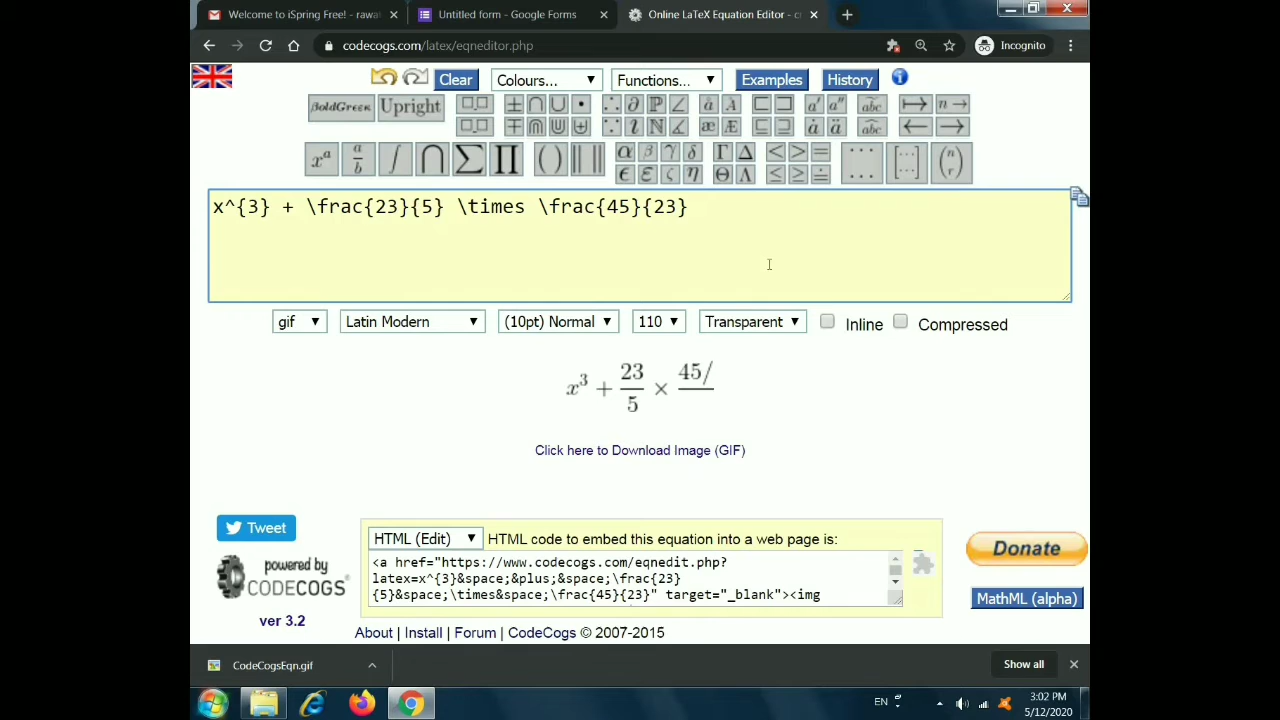 Welcome to iSpring Free! - rawat
Untitled form - Google Forms
Online LaTeX Equation Editor - c
codecogs.com/latex/eqneditor.php
Incognito
Clear
Colours...
Functions...
Examples
History
βoldGreek
Upright
x^{3} + \frac{23}{5} \times \frac{45}{23}
gif
Latin Modern
(10pt) Normal
110
Transparent
Inline
Compressed
x³ + 23/5 × 45/
Click here to Download Image (GIF)
Tweet
HTML (Edit)
HTML code to embed this equation into a web page is:
<a href="https://www.codecogs.com/eqnedit.php?
latex=x^{3}&space;&plus;&space;\frac{23}
{5}&space;\times&space;\frac{45}{23}" target="_blank"><img
powered by
CODECOGS
ver 3.2
Donate
MathML (alpha)
About | Install | Forum | CodeCogs © 2007-2015
CodeCogsEqn.gif
Show all
EN
3:02 PM
5/12/2020